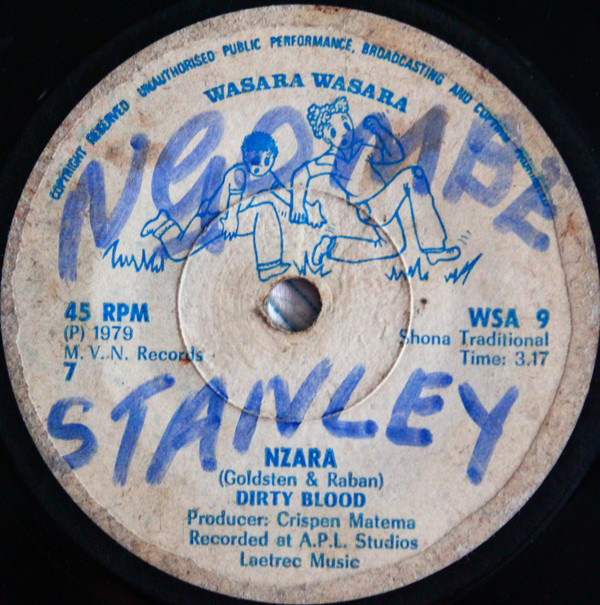 COPYRIGHT RESERVED UNAUTHORISED PUBLIC PERFORMANCE, BROADCASTING AND COPYING PROHIBITED
WASARA WASARA
NGOMBE
45 RPM
(P) 1979
M. V. N. Records
7
WSA 9
Shona Traditional
Time: 3.17
STANLEY
NZARA
(Goldsten & Raban)
DIRTY BLOOD
Producer: Crispen Matema
Recorded at A.P.L. Studios
Laetrec Music